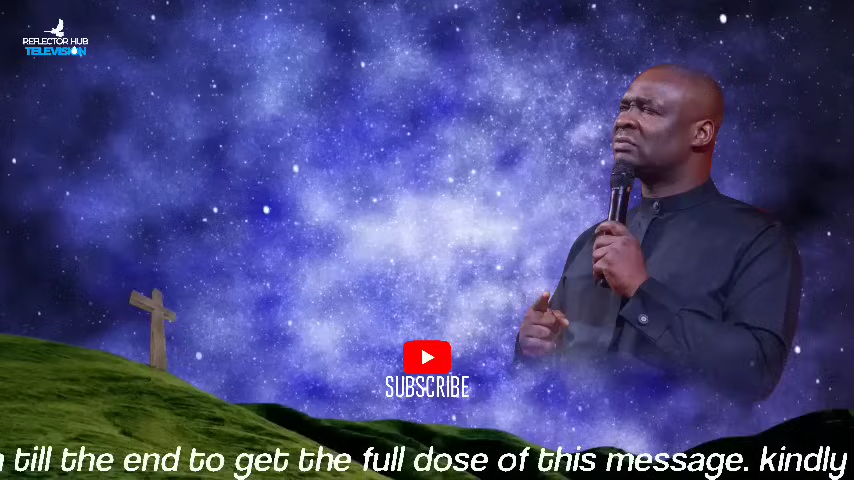 REFLECTOR HUB
TELEVISION
SUBSCRIBE
till the end to get the full dose of this message. kindly